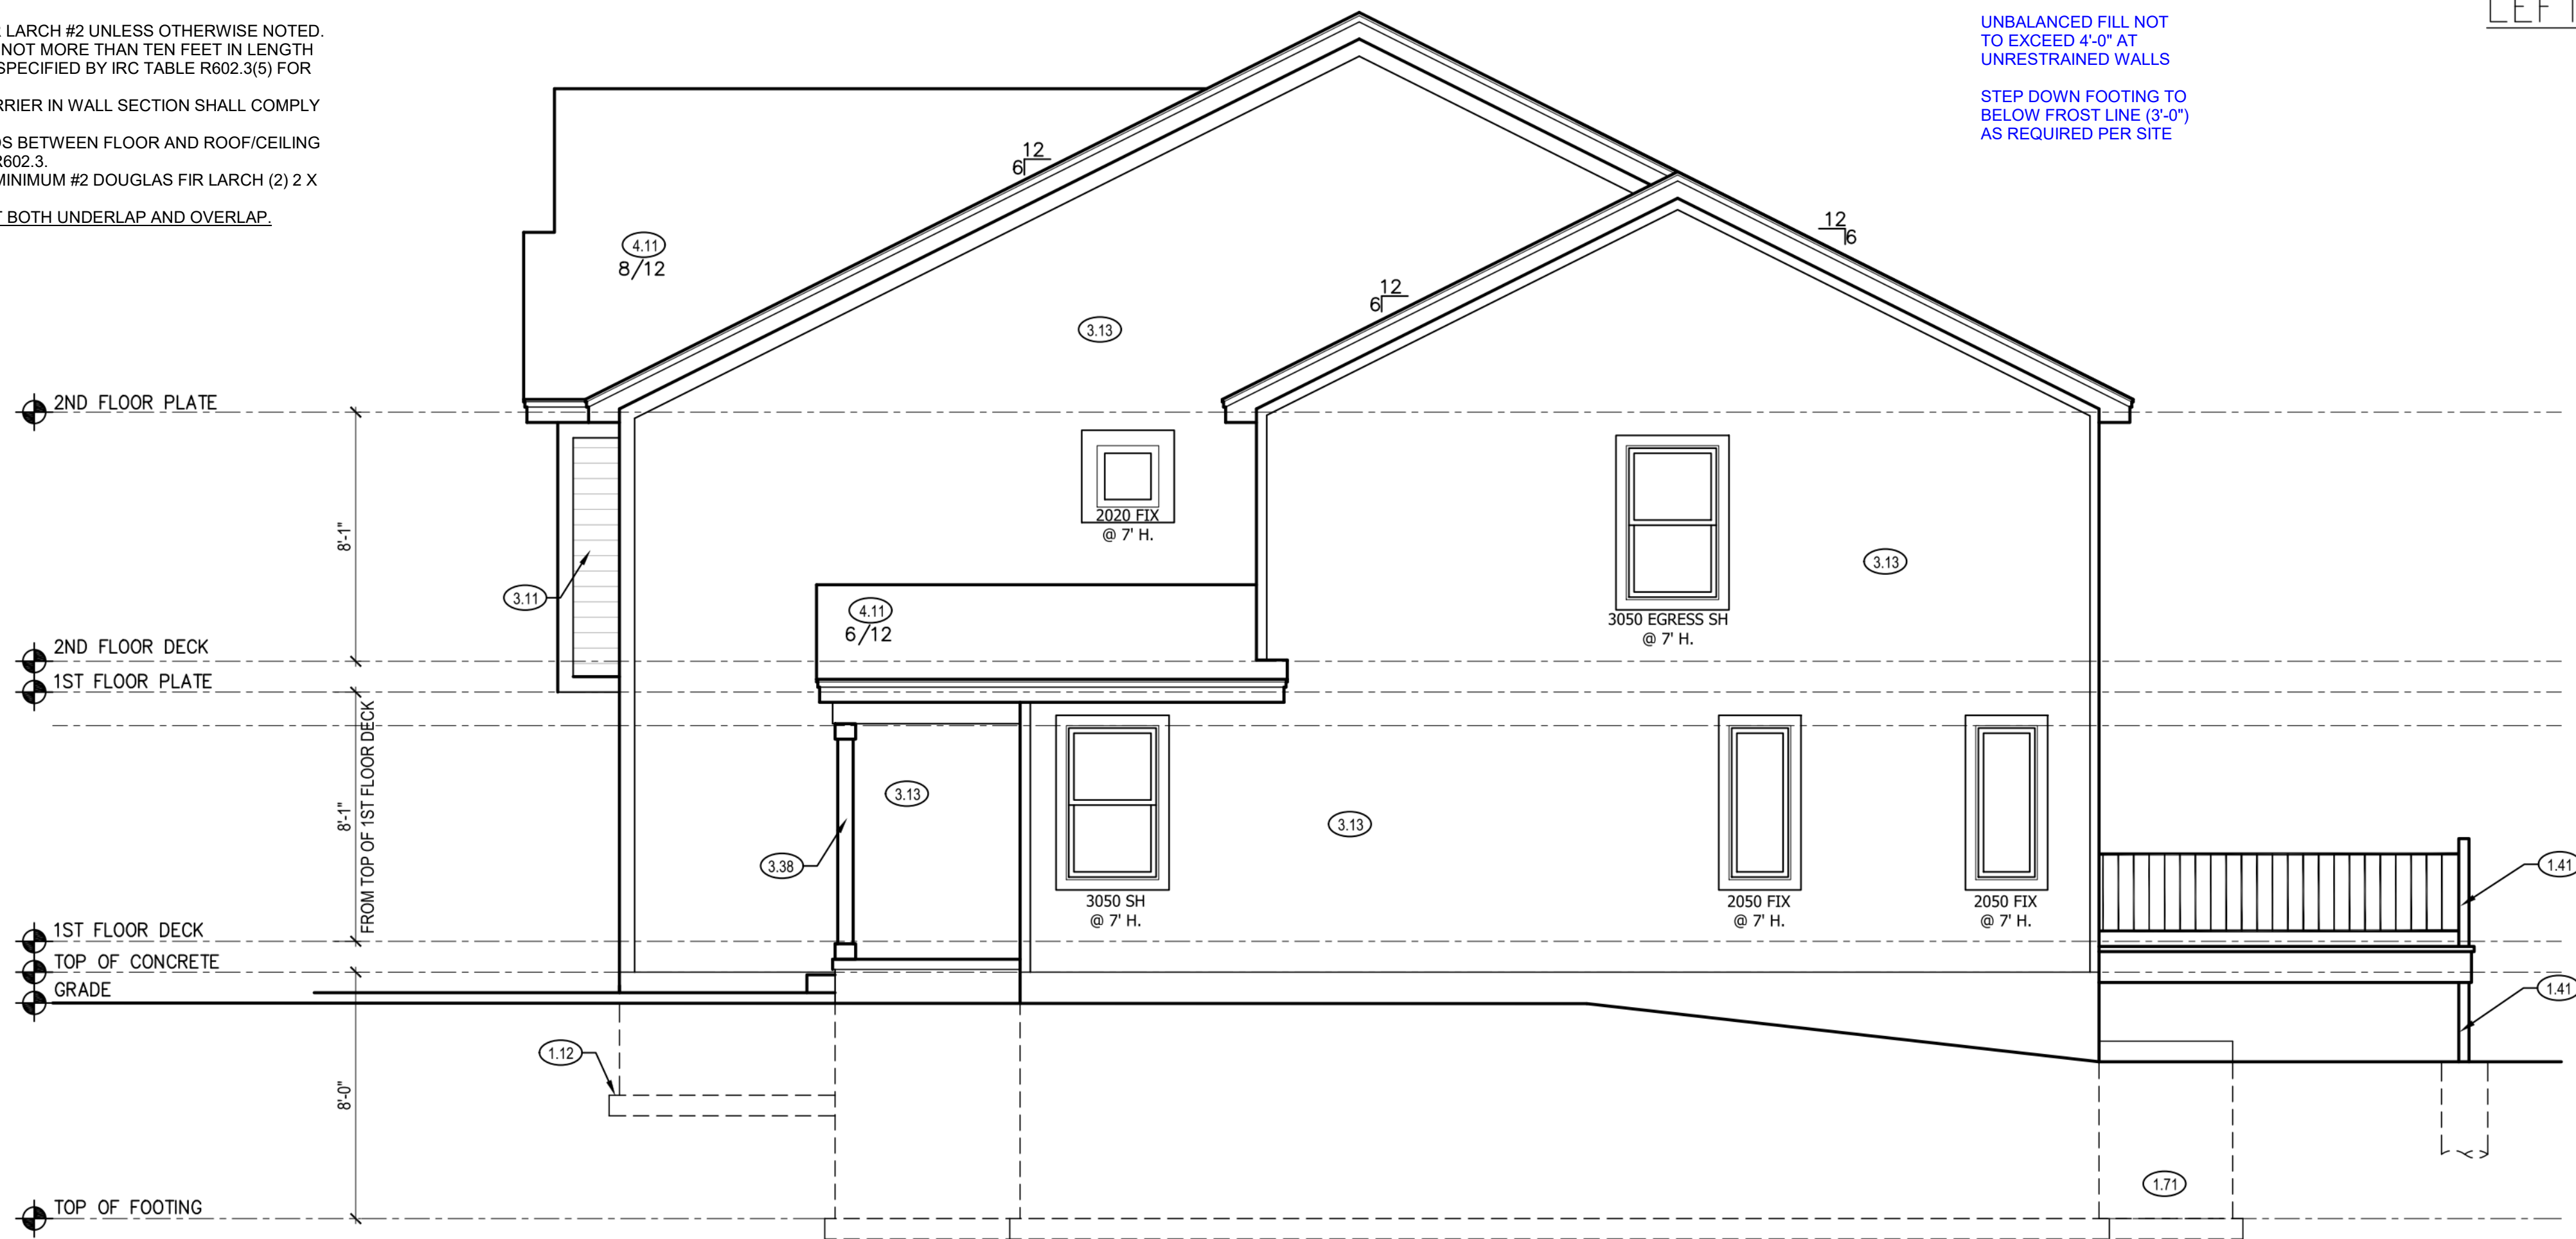 LARCH #2 UNLESS OTHERWISE NOTED.
NOT MORE THAN TEN FEET IN LENGTH
SPECIFIED BY IRC TABLE R602.3(5) FOR
RRIER IN WALL SECTION SHALL COMPLY
DS BETWEEN FLOOR AND ROOF/CEILING
R602.3.
MINIMUM #2 DOUGLAS FIR LARCH (2) 2 X
BOTH UNDERLAP AND OVERLAP.
UNBALANCED FILL NOT
TO EXCEED 4'-0" AT
UNRESTRAINED WALLS
STEP DOWN FOOTING TO
BELOW FROST LINE (3'-0")
AS REQUIRED PER SITE
LEFT
12
6
12
6
4.11
8/12
12
6
3.13
2ND FLOOR PLATE
2020 FIX
@ 7' H.
8'-1"
3.11
3.13
4.11
6/12
3050 EGRESS SH
@ 7' H.
2ND FLOOR DECK
1ST FLOOR PLATE
8'-1"
FROM TOP OF 1ST FLOOR DECK
3.13
3.13
3.38
1.41
3050 SH
@ 7' H.
2050 FIX
@ 7' H.
2050 FIX
@ 7' H.
1ST FLOOR DECK
TOP OF CONCRETE
GRADE
1.41
1.12
8'-0"
1.71
TOP OF FOOTING